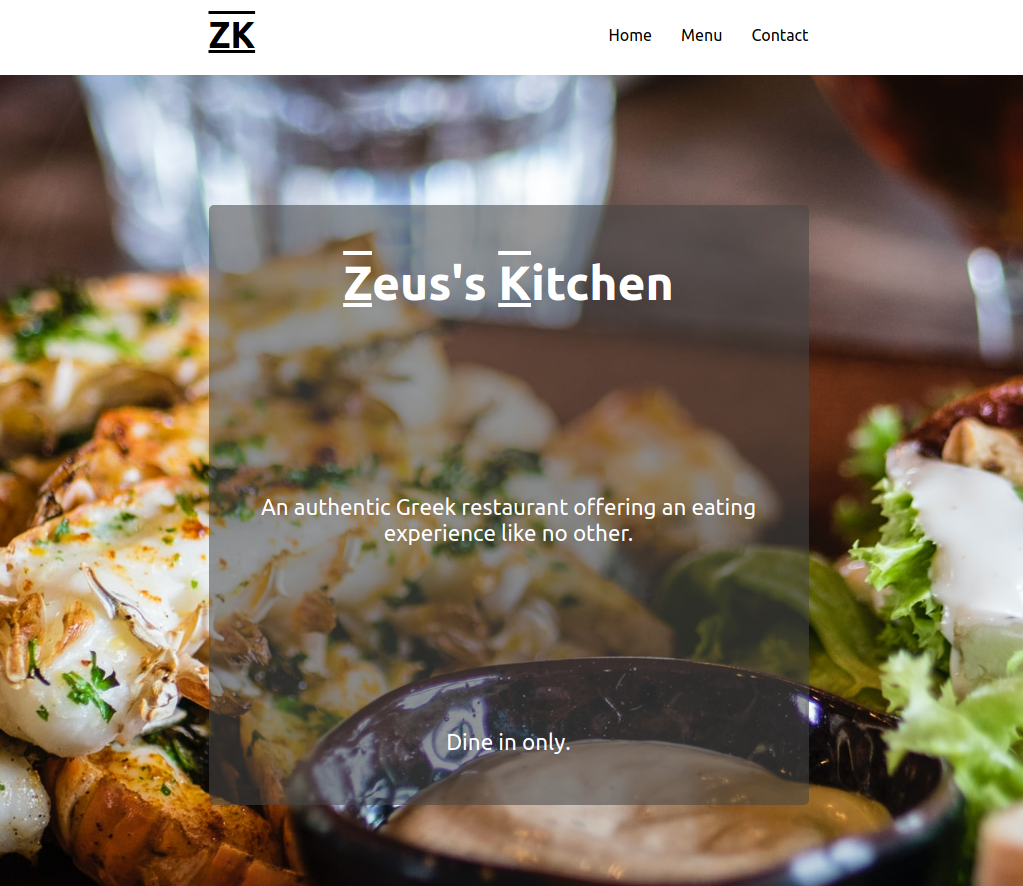 ZK
Home Menu Contact
Zeus's Kitchen
An authentic Greek restaurant offering an eating
experience like no other.
Dine in only.